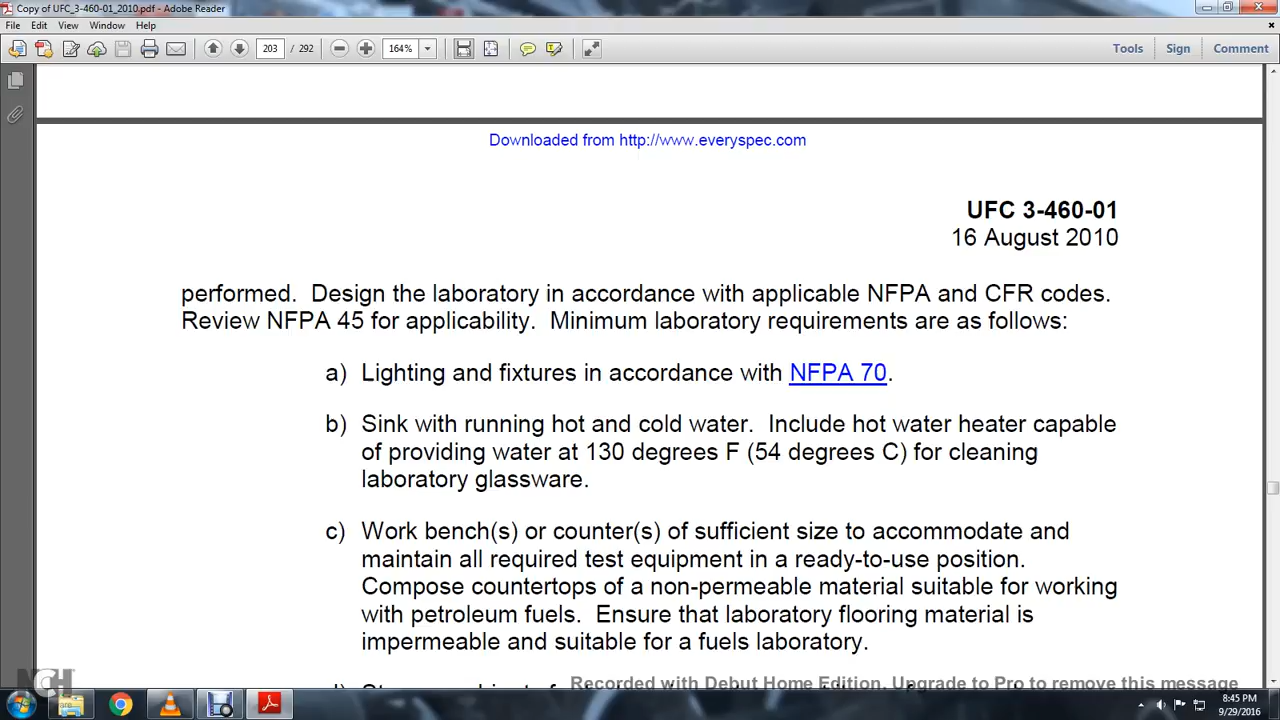 Copy of UFC_3-460-01_2010.pdf - Adobe Reader
File Edit View Window Help
203 / 292 164% Tools Sign Comment
Downloaded from http://www.everyspec.com
UFC 3-460-01
16 August 2010
performed. Design the laboratory in accordance with applicable NFPA and CFR codes.
Review NFPA 45 for applicability. Minimum laboratory requirements are as follows:
a) Lighting and fixtures in accordance with NFPA 70.
b) Sink with running hot and cold water. Include hot water heater capable
of providing water at 130 degrees F (54 degrees C) for cleaning
laboratory glassware.
c) Work bench(s) or counter(s) of sufficient size to accommodate and
maintain all required test equipment in a ready-to-use position.
Compose countertops of a non-permeable material suitable for working
with petroleum fuels. Ensure that laboratory flooring material is
impermeable and suitable for a fuels laboratory.
Recorded with Debut Home Edition. Upgrade to Pro to remove this message
NCH
8:45 PM
9/29/2016